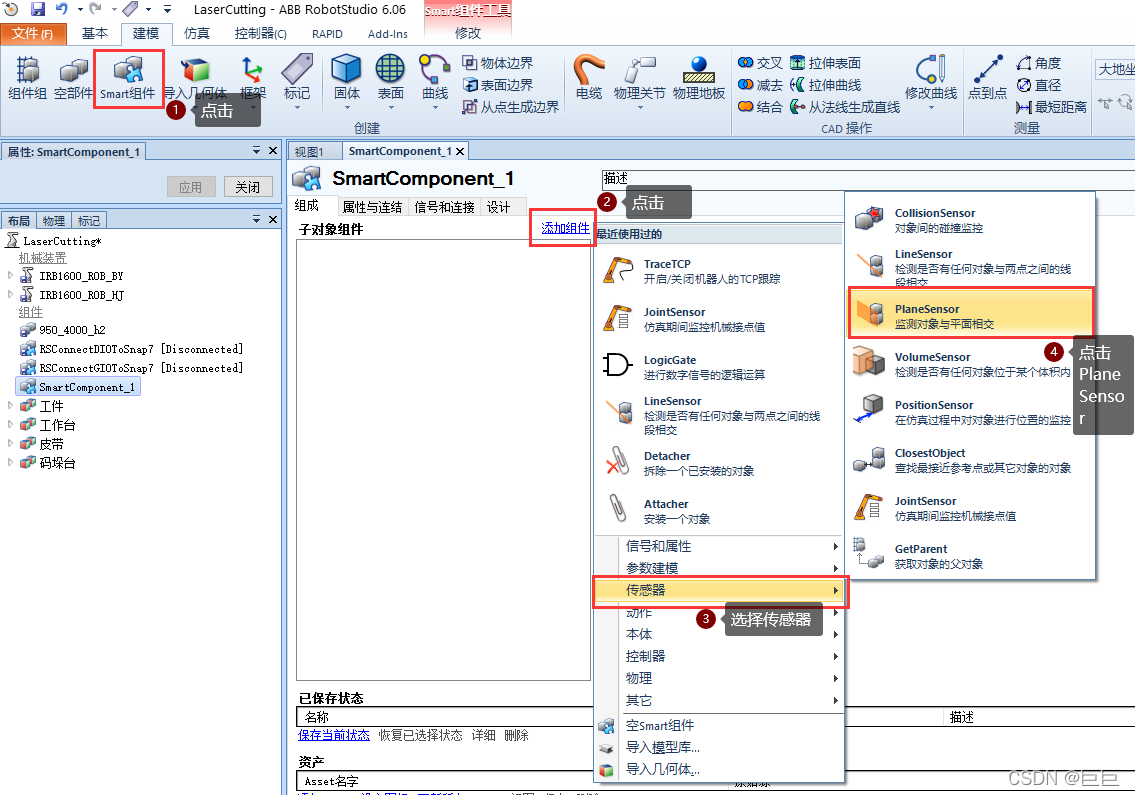 LaserCutting - ABB RobotStudio 6.06
Smart组件工具
文件(F)
基本
建模
仿真
控制器(C)
RAPID
Add-Ins
修改
组件组
空部件
Smart组件
导入几何体
框架
标记
固体
表面
曲线
物体边界
表面边界
从点生成边界
电缆
物理关节
物理地板
交叉
减去
结合
拉伸表面
拉伸曲线
从法线生成直线
修改曲线
点到点
角度
直径
最短距离
大地坐
1
点击
创建
CAD 操作
测量
属性: SmartComponent_1
应用
关闭
布局
物理
标记
LaserCutting*
机械装置
IRB1600_ROB_BY
IRB1600_ROB_HJ
组件
950_4000_h2
RSConnectDIOToSnap7 [Disconnected]
RSConnectGIOToSnap7 [Disconnected]
SmartComponent_1
工件
工作台
皮带
码垛台
视图1
SmartComponent_1
SmartComponent_1
描述
组成
属性与连结
信号和连接
设计
2
点击
子对象组件
添加组件
最近使用过的
TraceTCP
开启/关闭机器人的TCP跟踪
JointSensor
仿真期间监控机械接点值
LogicGate
进行数字信号的逻辑运算
LineSensor
检测是否有任何对象与两点之间的线
段相交
Detacher
拆除一个已安装的对象
Attacher
安装一个对象
信号和属性
参数建模
传感器
动作
本体
控制器
物理
其它
空Smart组件
导入模型库...
导入几何体...
3
选择传感器
CollisionSensor
对象间的碰撞监控
LineSensor
检测是否有任何对象与两点之间的线
段相交
PlaneSensor
监测对象与平面相交
VolumeSensor
检测是否有任何对象位于某个体积内
PositionSensor
在仿真过程中对对象进行位置的监控
ClosestObject
查找最接近参考点或其它对象的对象
JointSensor
仿真期间监控机械接点值
GetParent
获取对象的父对象
4
点击
Plane
Senso
r
已保存状态
名称
描述
保存当前状态
恢复已选择状态
详细
删除
资产
Asset名字
原始源
CSDN @巨巨